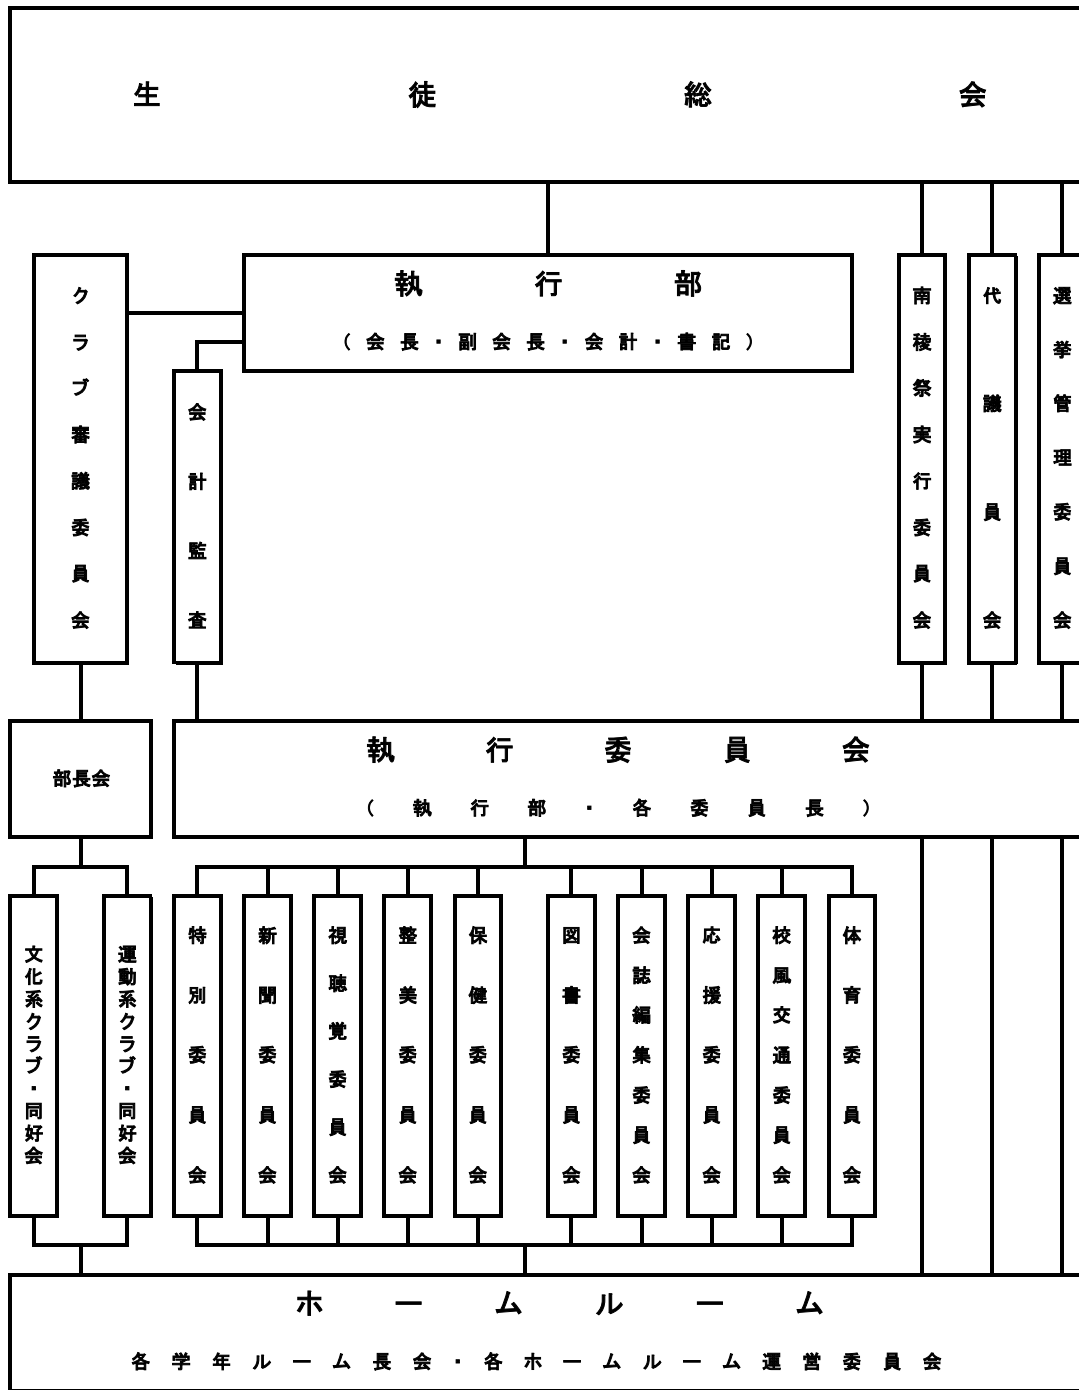 生徒総会
執行部
(会長・副会長・会計・書記)
クラブ審議委員会
会計監査
南稜祭実行委員会
代議員会
選挙管理委員会
部長会
執行委員会
(執行部・各委員長)
文化系クラブ・同好会
運動系クラブ・同好会
特別委員会
新聞委員会
視聴覚委員会
整美委員会
保健委員会
図書委員会
会誌編集委員会
応援委員会
校風交通委員会
体育委員会
ホームルーム
各学年ルーム長会・各ホームルーム運営委員会